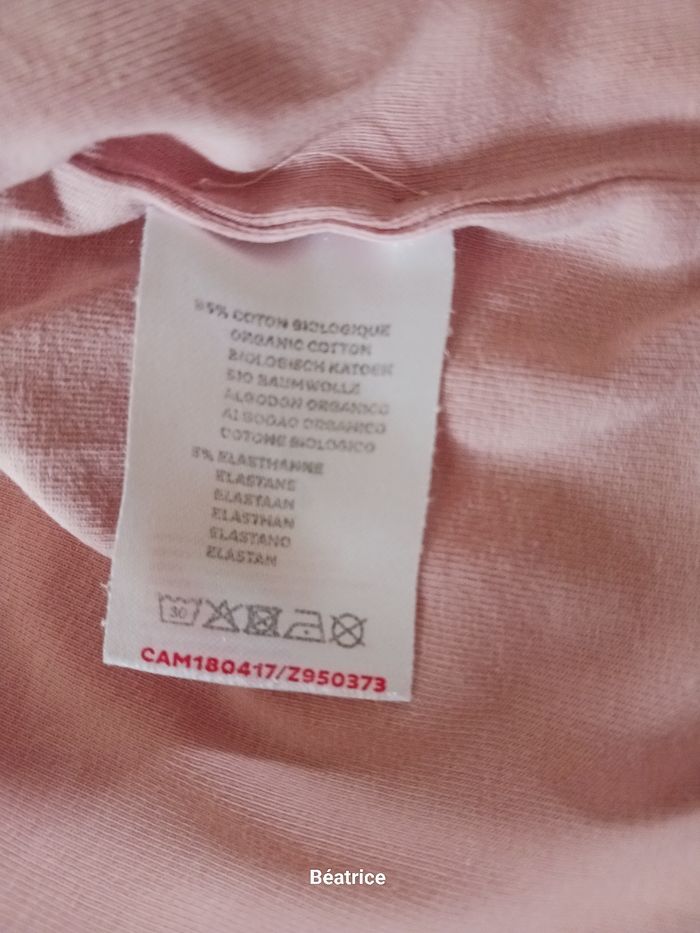 95% COTON BIOLOGIQUE
ORGANIC COTTON
BIOLOGISCH KATOEN
BIO BAUMWOLLE
ALGODON ORGANICO
ALGODAO ORGANICO
COTONE BIOLOGICO
5% ELASTHANNE
ELASTANE
ELASTAAN
ELASTHAN
ELASTANO
ELASTAN
30
CAM180417/Z950373
Béatrice